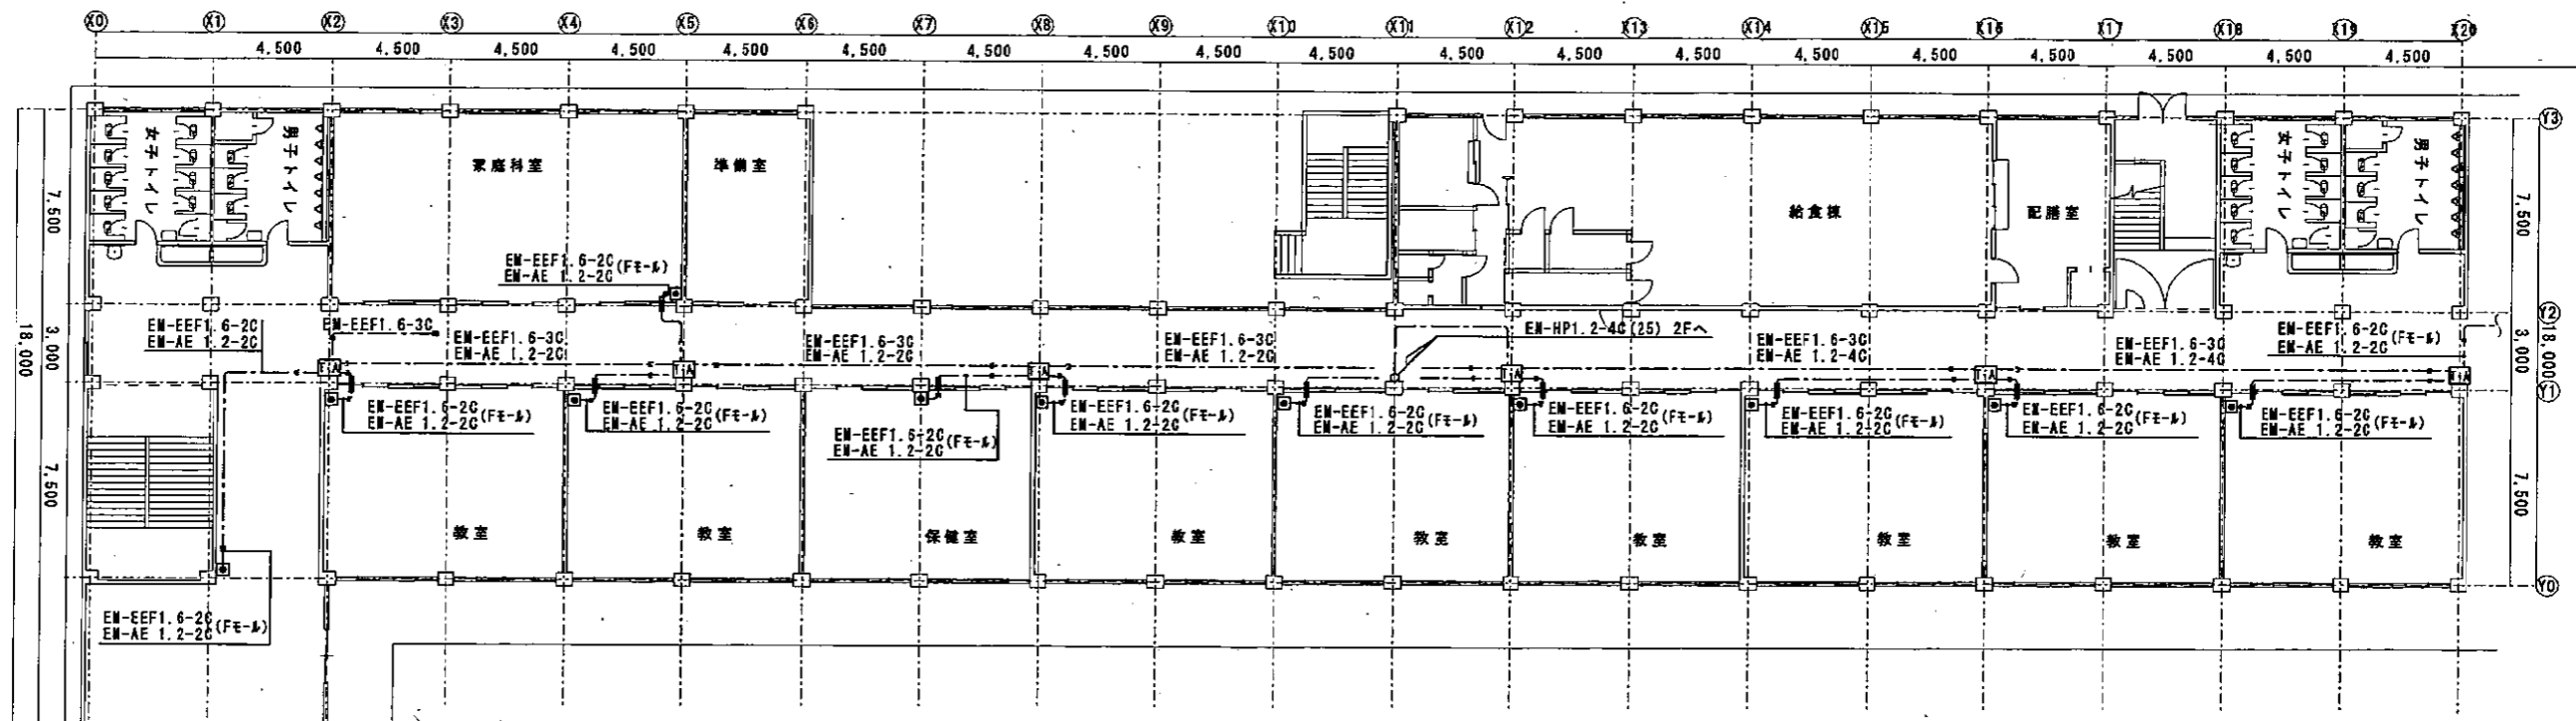 X0 X1 X2 X3 X4 X5 X6 X7 X8 X9 X10 X11 X12 X13 X14 X15 X16 X17 X18 X19 X20
4,500 4,500 4,500 4,500 4,500 4,500 4,500 4,500 4,500 4,500 4,500 4,500 4,500 4,500 4,500 4,500 4,500 4,500 4,500 4,500
Y3
女子トイレ
男子トイレ
家庭科室
準備室
給食棟
配膳室
女子トイレ
男子トイレ
7,500
7,500
EM-EEF1.6-2C(Fモール)
EM-AE 1.2-2C
Y2
18,000
3,000
EM-EEF1.6-2C
EM-AE 1.2-2C
EM-EEF1.6-3C
EM-EEF1.6-3C
EM-AE 1.2-2C
EM-EEF1.6-3C
EM-AE 1.2-2C
EM-EEF1.6-3C
EM-AE 1.2-2C
EM-HP1.2-4C(25) 2Fへ
EM-EEF1.6-3C
EM-AE 1.2-4C
EM-EEF1.6-3C
EM-AE 1.2-4C
EM-EEF1.6-2C(Fモール)
EM-AE 1.2-2C
3,000
18,000
T・A
T・A
T・A
T・A
T・A
T・A
Y1
EM-EEF1.6-2C(Fモール)
EM-AE 1.2-2C
EM-EEF1.6-2C(Fモール)
EM-AE 1.2-2C
EM-EEF1.6-2C(Fモール)
EM-AE 1.2-2C
EM-EEF1.6-2C(Fモール)
EM-AE 1.2-2C
EM-EEF1.6-2C(Fモール)
EM-AE 1.2-2C
EM-EEF1.6-2C(Fモール)
EM-AE 1.2-2C
EM-EEF1.6-2C(Fモール)
EM-AE 1.2-2C
EM-EEF1.6-2C(Fモール)
EM-AE 1.2-2C
EM-EEF1.6-2C(Fモール)
EM-AE 1.2-2C
7,500
7,500
教室
教室
保健室
教室
教室
教室
教室
教室
教室
Y0
EM-EEF1.6-2C(Fモール)
EM-AE 1.2-2C